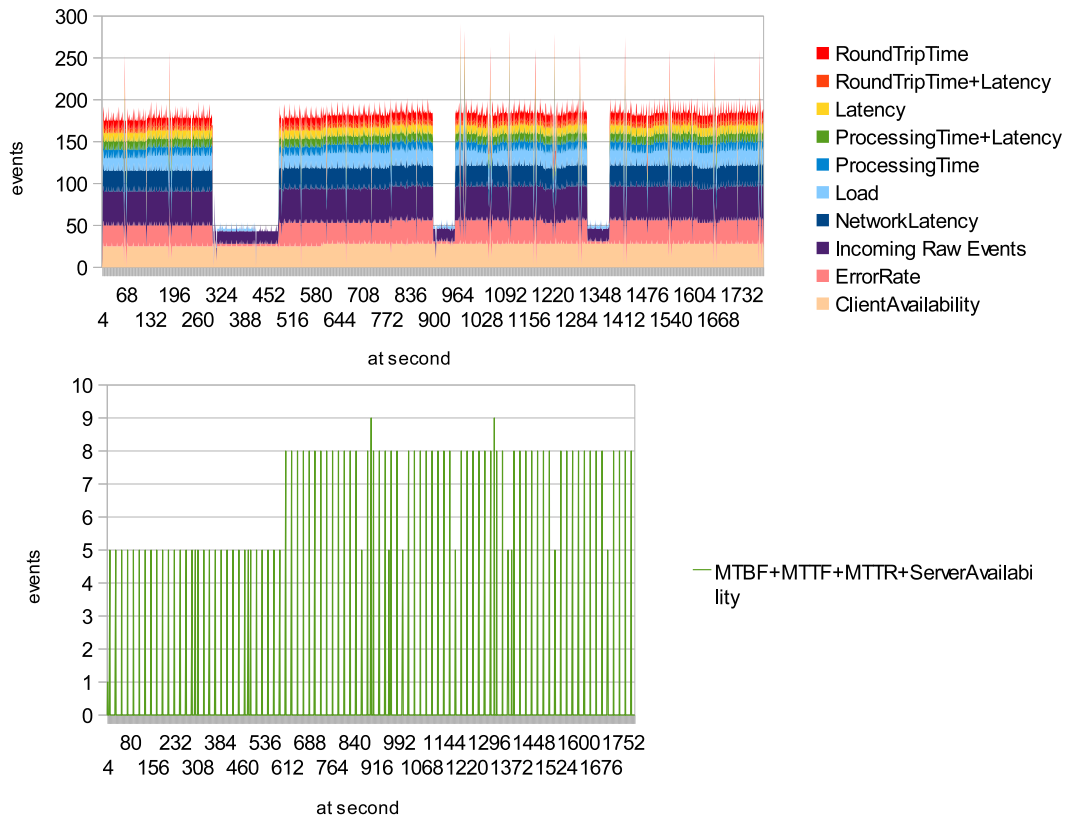 300
250
200
150
100
50
0
events
68 196 324 452 580 708 836 964 1092 1220 1348 1476 1604 1732
4 132 260 388 516 644 772 900 1028 1156 1284 1412 1540 1668
at second
RoundTripTime
RoundTripTime+Latency
Latency
ProcessingTime+Latency
ProcessingTime
Load
NetworkLatency
Incoming Raw Events
ErrorRate
ClientAvailability
10
9
8
7
6
5
4
3
2
1
0
events
80 232 384 536 688 840 992 1144 1296 1448 1600 1752
4 156 308 460 612 764 916 1068 1220 1372 1524 1676
at second
MTBF+MTTF+MTTR+ServerAvailabi
lity